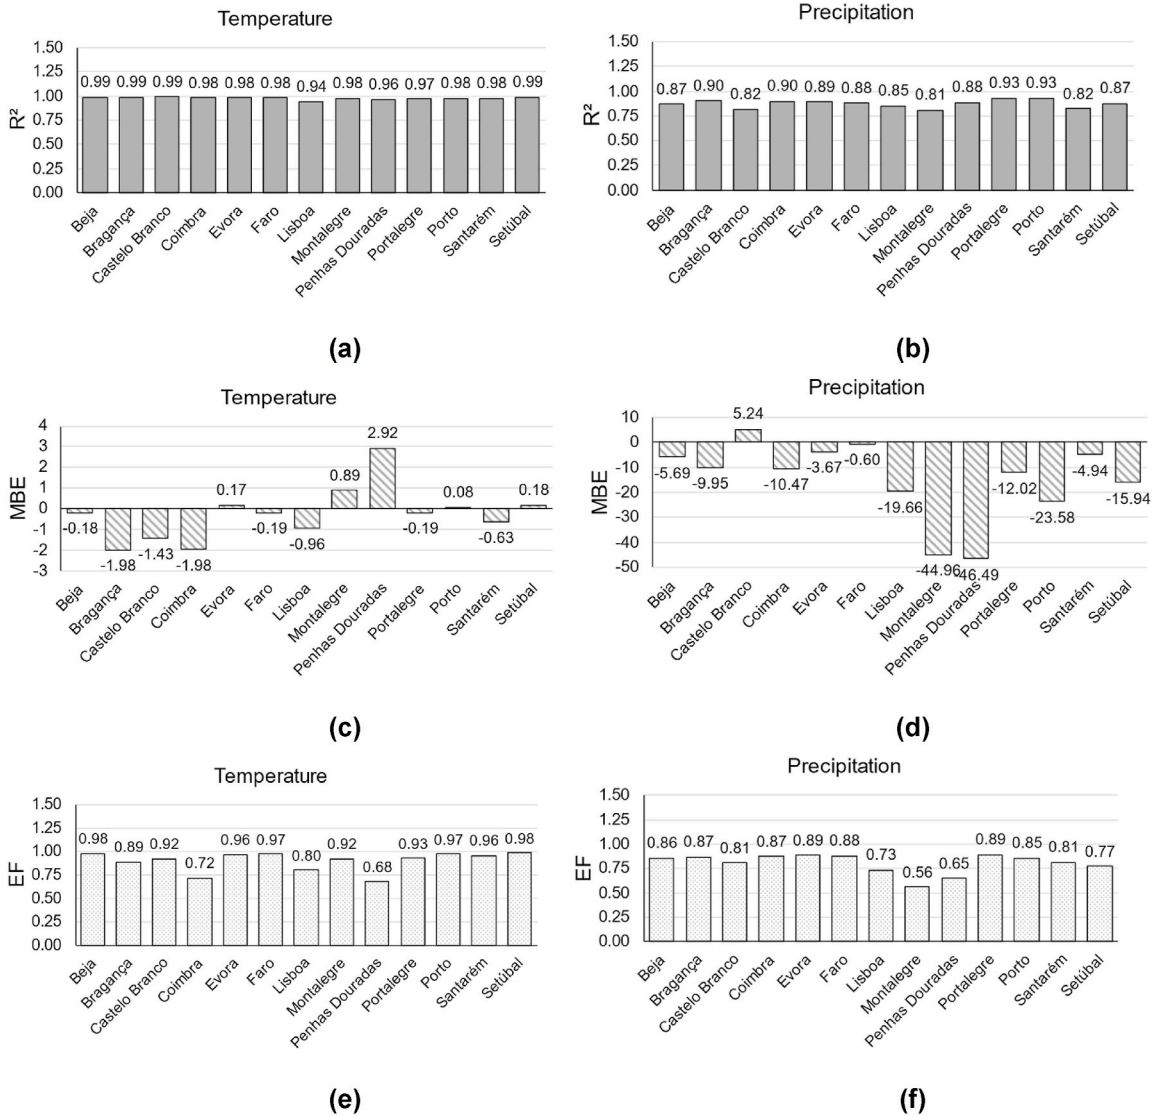 Temperature
R²
1.50
1.25
1.00
0.75
0.50
0.25
0.00
0.99 0.99 0.99 0.98 0.98 0.98 0.94 0.98 0.96 0.97 0.98 0.98 0.99
Beja
Bragança
Castelo Branco
Coimbra
Evora
Faro
Lisboa
Montalegre
Penhas Douradas
Portalegre
Porto
Santarém
Setúbal
(a)
Precipitation
R²
1.50
1.25
1.00
0.75
0.50
0.25
0.00
0.87 0.90 0.82 0.90 0.89 0.88 0.85 0.81 0.88 0.93 0.93 0.82 0.87
Beja
Bragança
Castelo Branco
Coimbra
Evora
Faro
Lisboa
Montalegre
Penhas Douradas
Portalegre
Porto
Santarém
Setúbal
(b)
Temperature
MBE
4
3
2
1
0
-1
-2
-3
-0.18 -1.98 -1.43 -1.98 0.17 -0.19 -0.96 0.89 2.92 -0.19 0.08 -0.63 0.18
Beja
Bragança
Castelo Branco
Coimbra
Evora
Faro
Lisboa
Montalegre
Penhas Douradas
Portalegre
Porto
Santarém
Setúbal
(c)
Precipitation
MBE
10
0
-10
-20
-30
-40
-50
-5.69 -9.95 5.24 -10.47 -3.67 -0.60 -19.66 -44.96 -46.49 -12.02 -23.58 -4.94 -15.94
Beja
Bragança
Castelo Branco
Coimbra
Evora
Faro
Lisboa
Montalegre
Penhas Douradas
Portalegre
Porto
Santarém
Setúbal
(d)
Temperature
EF
1.50
1.25
1.00
0.75
0.50
0.25
0.00
0.98 0.89 0.92 0.72 0.96 0.97 0.80 0.92 0.68 0.93 0.97 0.96 0.98
Beja
Bragança
Castelo Branco
Coimbra
Evora
Faro
Lisboa
Montalegre
Penhas Douradas
Portalegre
Porto
Santarém
Setúbal
(e)
Precipitation
EF
1.50
1.25
1.00
0.75
0.50
0.25
0.00
0.86 0.87 0.81 0.87 0.89 0.88 0.73 0.56 0.65 0.89 0.85 0.81 0.77
Beja
Bragança
Castelo Branco
Coimbra
Evora
Faro
Lisboa
Montalegre
Penhas Douradas
Portalegre
Porto
Santarém
Setúbal
(f)